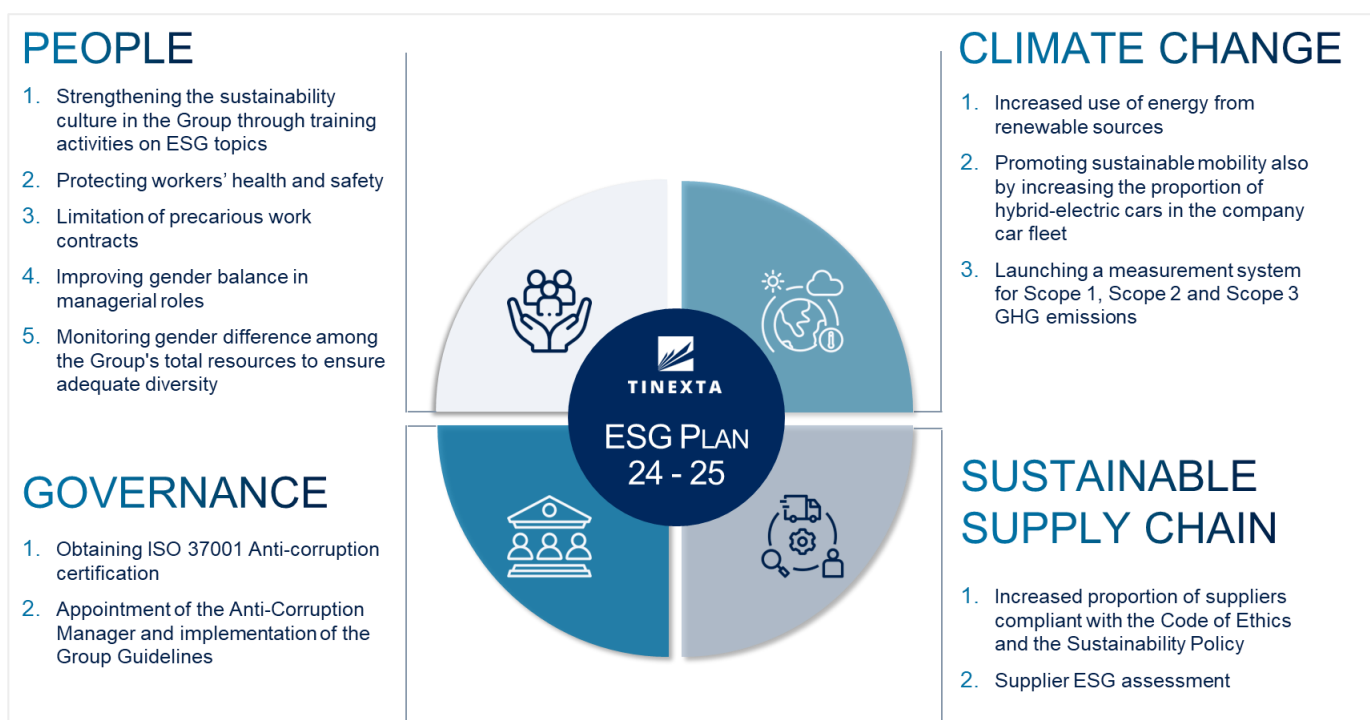 PEOPLE
1. Strengthening the sustainability
culture in the Group through training
activities on ESG topics
2. Protecting workers' health and safety
3. Limitation of precarious work
contracts
4. Improving gender balance in
managerial roles
5. Monitoring gender difference among
the Group's total resources to ensure
adequate diversity
GOVERNANCE
1. Obtaining ISO 37001 Anti-corruption
certification
2. Appointment of the Anti-Corruption
Manager and implementation of the
Group Guidelines
TINEXTA
ESG PLAN
24 - 25
CLIMATE CHANGE
1. Increased use of energy from
renewable sources
2. Promoting sustainable mobility also
by increasing the proportion of
hybrid-electric cars in the company
car fleet
3. Launching a measurement system
for Scope 1, Scope 2 and Scope 3
GHG emissions
SUSTAINABLE
SUPPLY CHAIN
1. Increased proportion of suppliers
compliant with the Code of Ethics
and the Sustainability Policy
2. Supplier ESG assessment